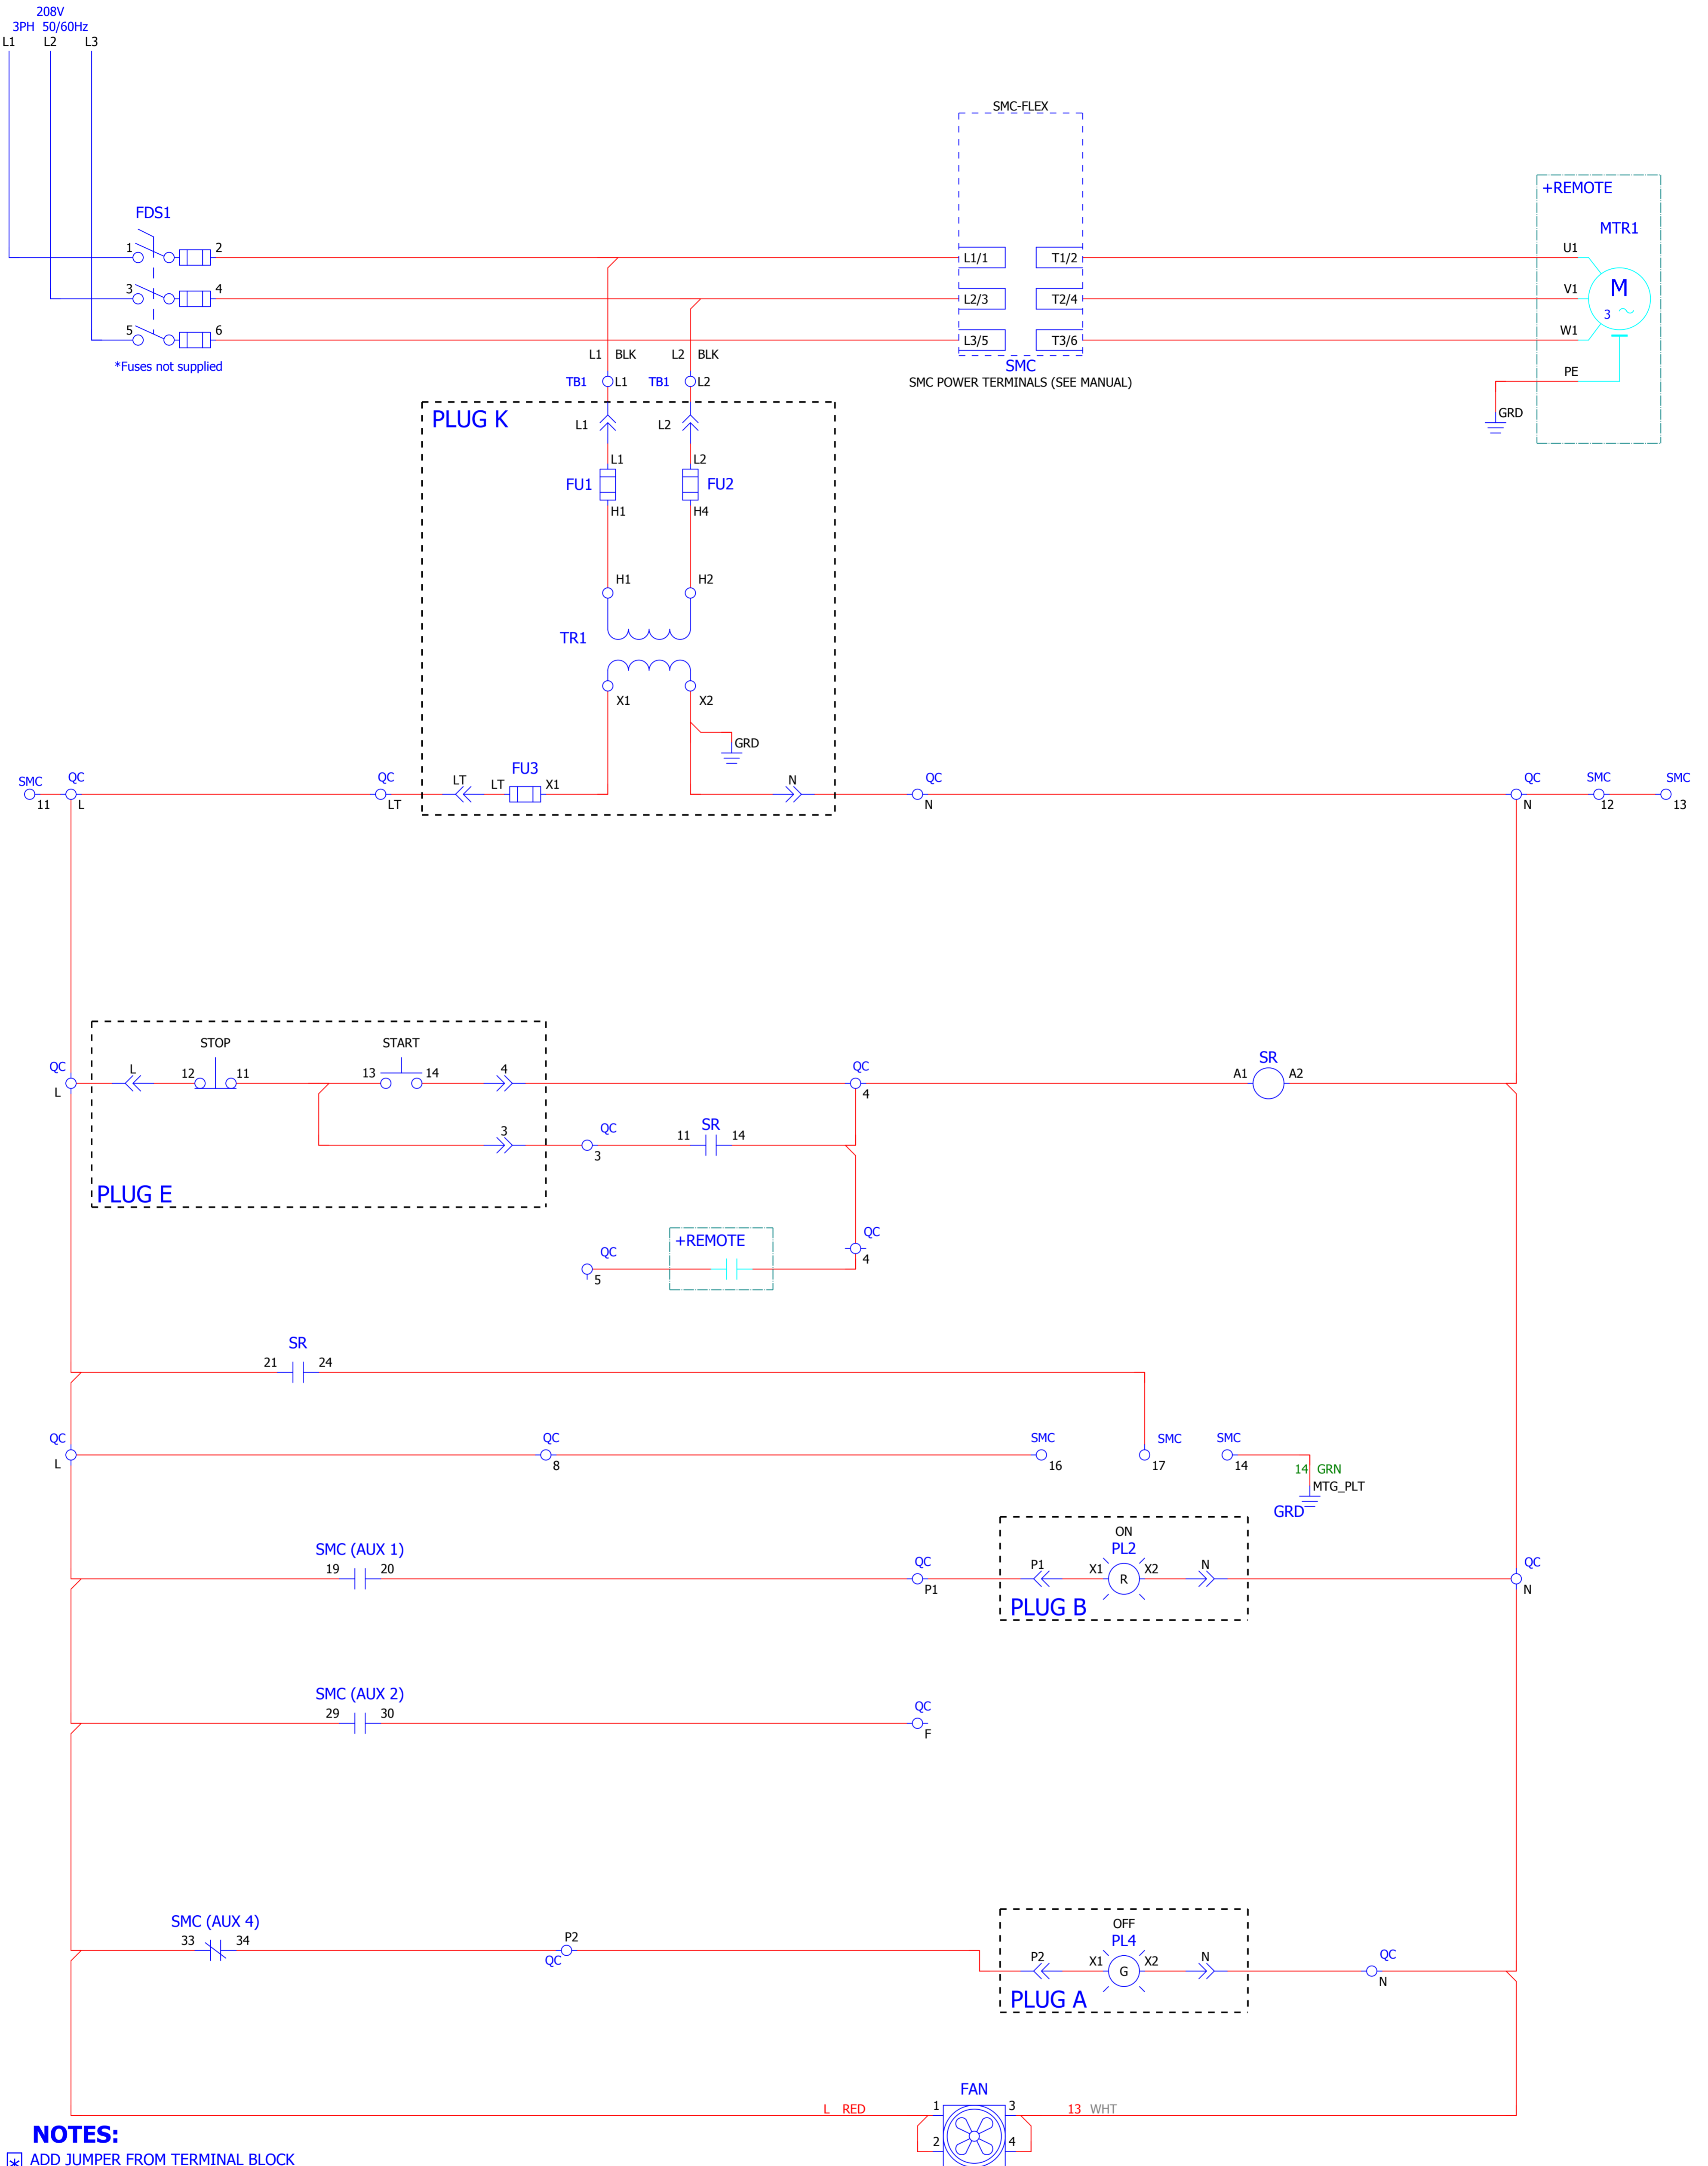 208V
3PH 50/60Hz
L1 L2 L3
SMC-FLEX
+REMOTE
MTR1
FDS1
1 2
L1/1 T1/2
U1
3 4
L2/3 T2/4
V1
M
3
5 6
L3/5 T3/6
W1
*Fuses not supplied
L1 BLK L2 BLK
SMC
SMC POWER TERMINALS (SEE MANUAL)
PE
TB1 L1 TB1 L2
GRD
PLUG K
L1 L2
L1 L2
FU1 FU2
H1 H4
H1 H2
TR1
X1 X2
GRD
SMC QC QC LT LT FU3 X1 N QC QC SMC SMC
11 L LT N N 12 13
STOP START
QC L 12 11 13 14 4 QC A1 SR A2
L 4
3 QC 11 SR 14
3
PLUG E
+REMOTE
QC QC
5 4
SR
21 24
QC QC SMC SMC SMC
L 8 16 17 14
14 GRN
MTG_PLT
GRD
ON
SMC (AUX 1) PL2
19 20 QC P1 X1 R X2 N QC
P1 N
PLUG B
SMC (AUX 2)
29 30 QC
F
OFF
SMC (AUX 4) PL4
33 34 P2 P2 X1 G X2 N QC
QC N
PLUG A
FAN
L RED 1 3 13 WHT
2 4
NOTES:
* ADD JUMPER FROM TERMINAL BLOCK